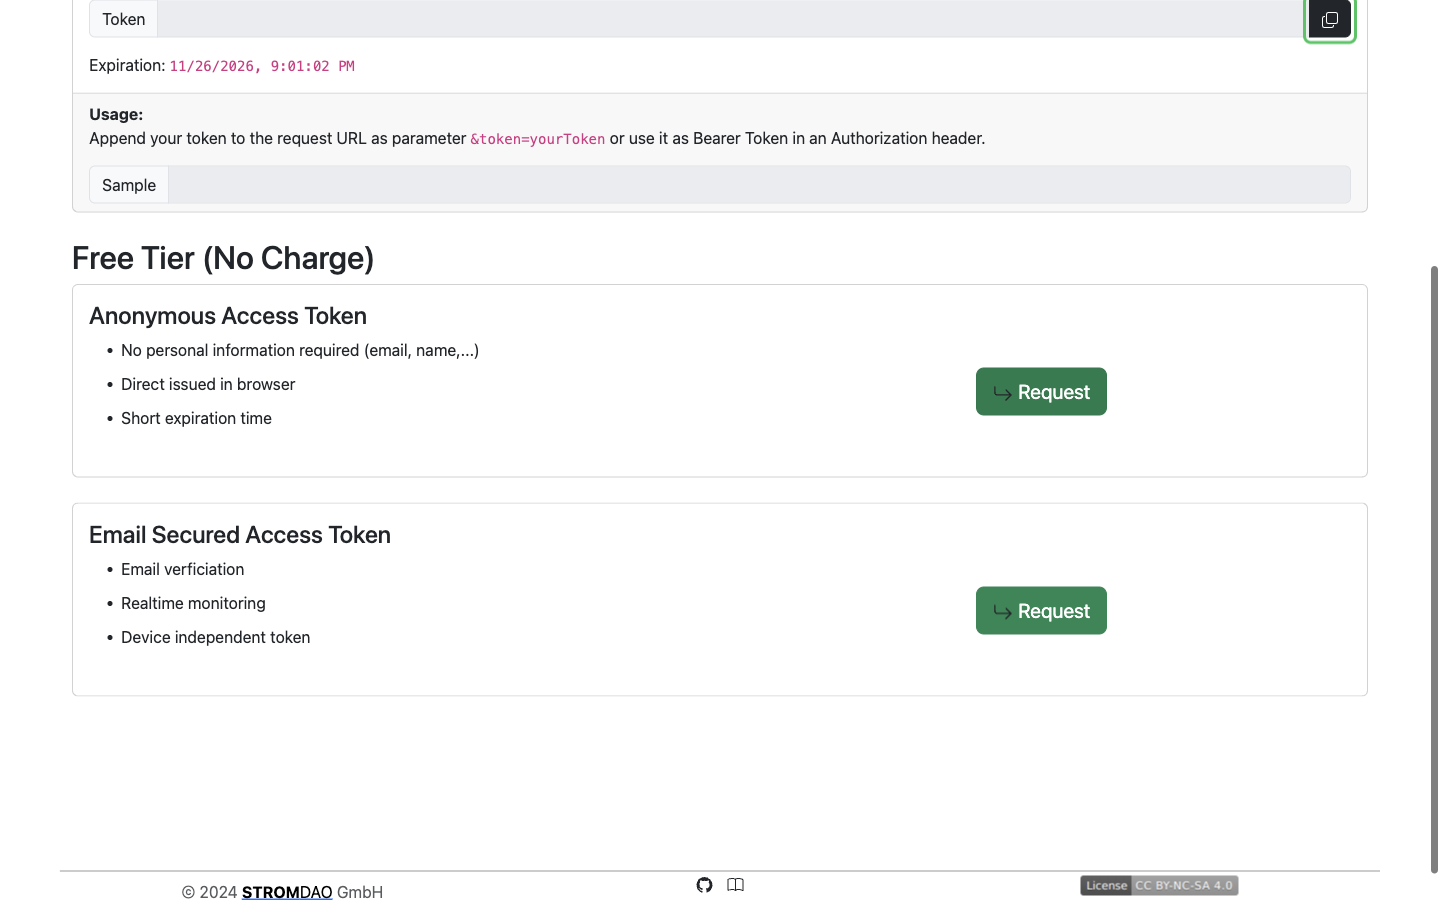 Token
Expiration: 11/26/2026, 9:01:02 PM
Usage:
Append your token to the request URL as parameter &token=yourToken or use it as Bearer Token in an Authorization header.
Sample
Free Tier (No Charge)
Anonymous Access Token
• No personal information required (email, name,...)
• Direct issued in browser
• Short expiration time
Request
Email Secured Access Token
• Email verficiation
• Realtime monitoring
• Device independent token
Request
© 2024 STROMDAO GmbH
License CC BY-NC-SA 4.0